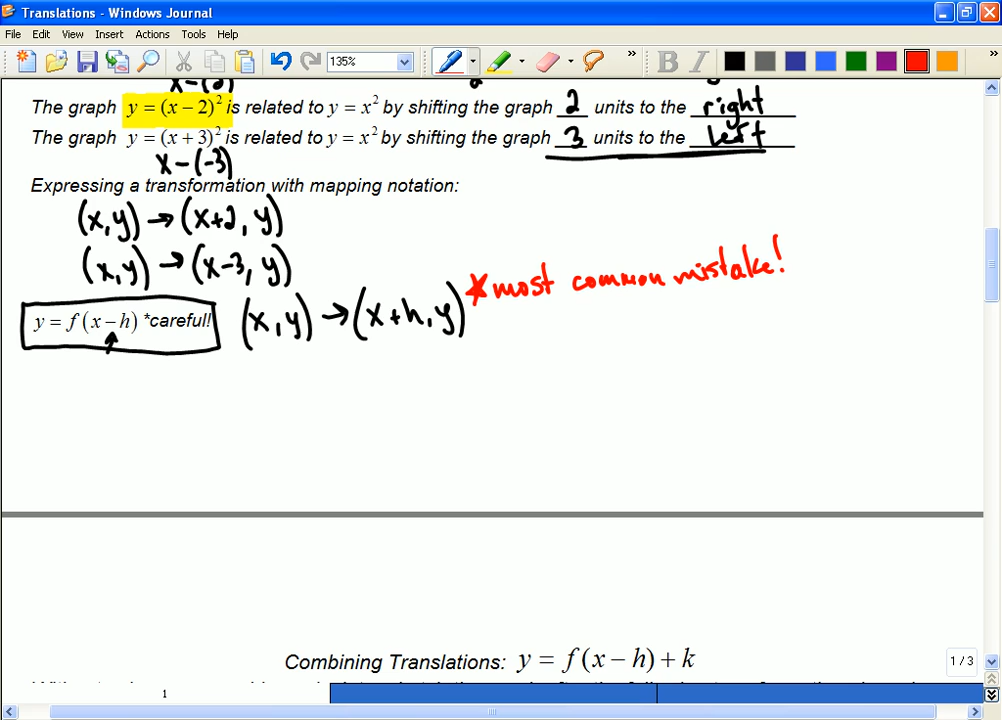 Translations - Windows Journal
File Edit View Insert Actions Tools Help
135% » B I »
x-(2)
The graph y = (x − 2)² is related to y = x² by shifting the graph 2 units to the right
The graph y = (x + 3)² is related to y = x² by shifting the graph 3 units to the left
x-(-3)
Expressing a transformation with mapping notation:
(x,y) → (x+2, y)
(x,y) → (x-3, y)
*most common mistake!
y = f (x − h) *careful! (x,y) → (x+h,y)
Combining Translations: y = f (x − h) + k
1 / 3
1